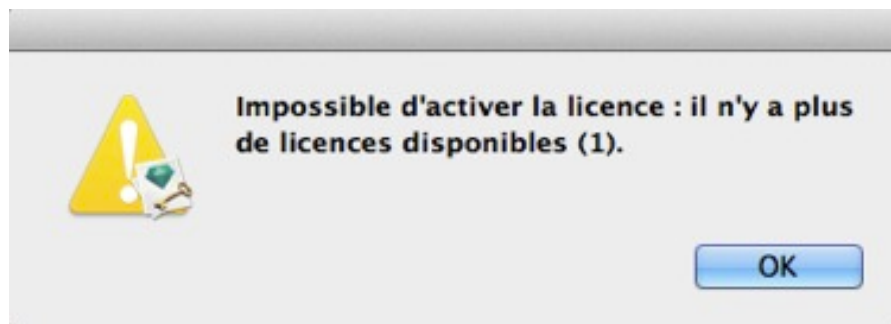 Impossible d'activer la licence : il n'y a plus
de licences disponibles (1).
OK